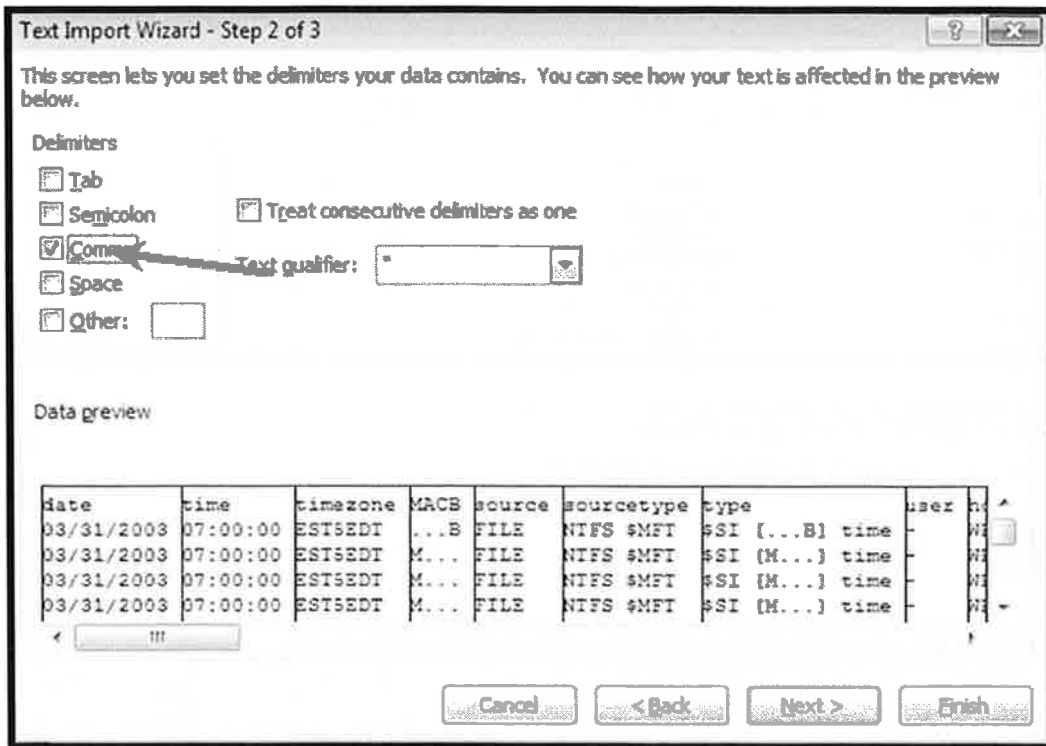 Text Import Wizard - Step 2 of 3
This screen lets you set the delimiters your data contains. You can see how your text is affected in the preview
below.
Delimiters
Tab
Semicolon
Treat consecutive delimiters as one
Comma
Text qualifier: "
Space
Other:
Data preview
date time timezone MACB source sourcetype type user
03/31/2003 07:00:00 EST5EDT ...B FILE NTFS $MFT $SI [...B] time -
03/31/2003 07:00:00 EST5EDT M... FILE NTFS $MFT $SI [M...] time -
03/31/2003 07:00:00 EST5EDT M... FILE NTFS $MFT $SI [M...] time -
03/31/2003 07:00:00 EST5EDT M... FILE NTFS $MFT $SI [M...] time -
Cancel < Back Next > Finish